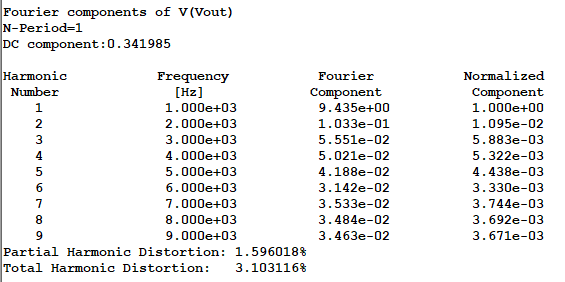 Fourier components of V(Vout)
N-Period=1
DC component:0.341985
Harmonic Frequency Fourier Normalized
Number [Hz] Component Component
1 1.000e+03 9.435e+00 1.000e+00
2 2.000e+03 1.033e-01 1.095e-02
3 3.000e+03 5.551e-02 5.883e-03
4 4.000e+03 5.021e-02 5.322e-03
5 5.000e+03 4.188e-02 4.438e-03
6 6.000e+03 3.142e-02 3.330e-03
7 7.000e+03 3.533e-02 3.744e-03
8 8.000e+03 3.484e-02 3.692e-03
9 9.000e+03 3.463e-02 3.671e-03
Partial Harmonic Distortion: 1.596018%
Total Harmonic Distortion: 3.103116%